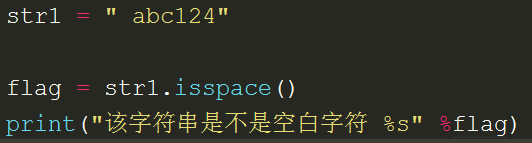 str1 = " abc124"
flag = str1.isspace()
print("该字符串是不是空白字符 %s" %flag)